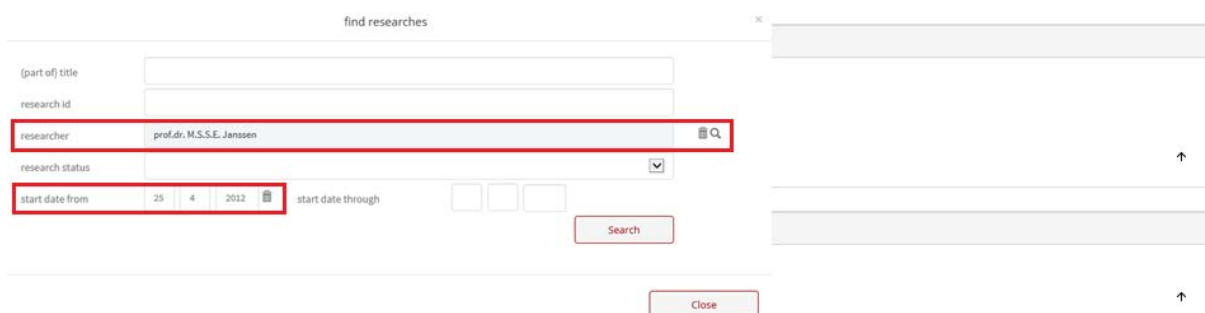 find researches
(part of) title
research id
researcher prof.dr. M.S.S.E. Janssen
research status
start date from 25 4 2012 start date through
Search
Close